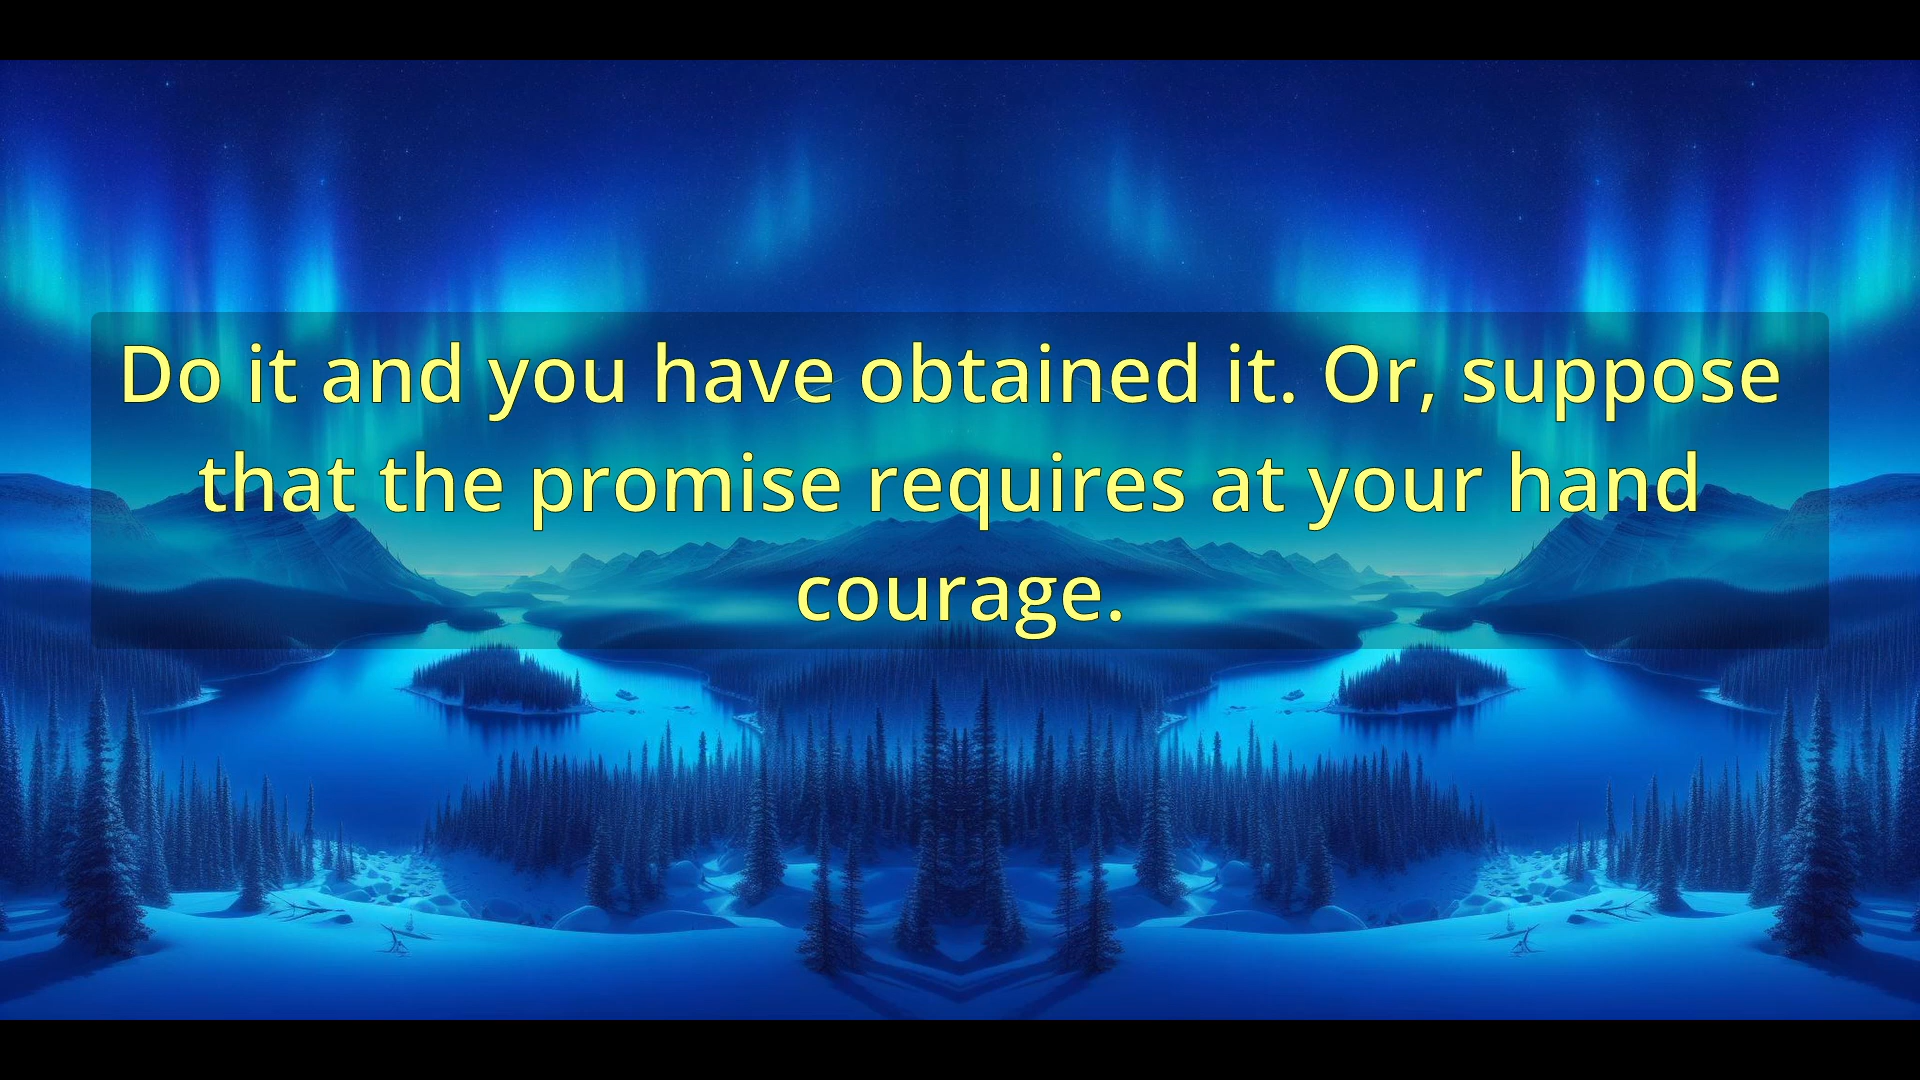 Do it and you have obtained it. Or, suppose
that the promise requires at your hand
courage.